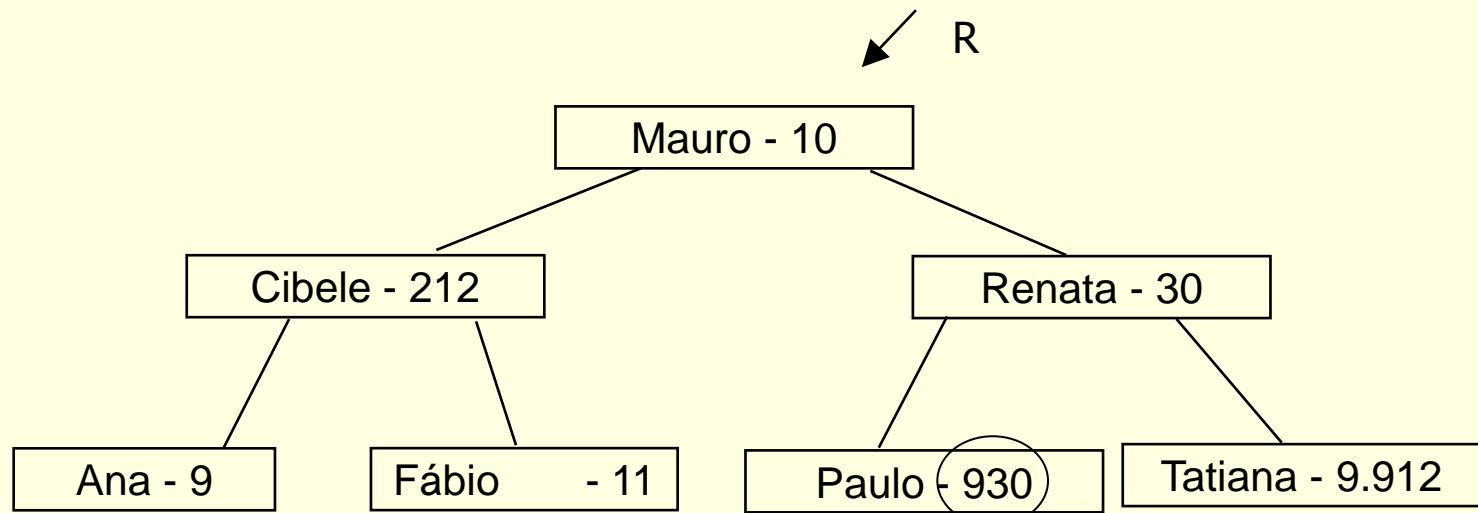 R
Mauro - 10
Cibele - 212
Renata - 30
Ana - 9
Fábio - 11
Paulo - 930
Tatiana - 9.912